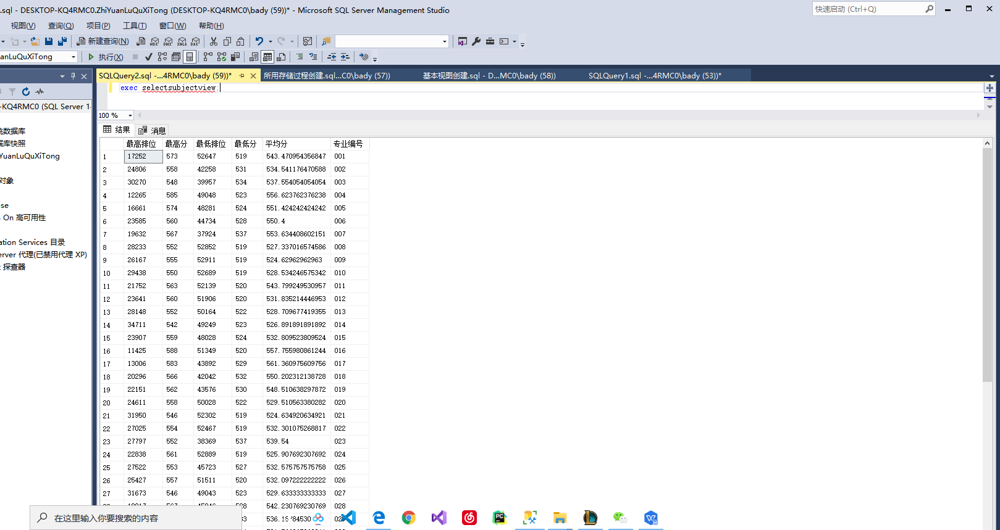 .sql - DESKTOP-KQ4RMC0.ZhiYuanLuQuXiTong (DESKTOP-KQ4RMC0\bady (59))* - Microsoft SQL Server Management Studio
快速启动 (Ctrl+Q)
视图(V) 查询(Q) 项目(P) 工具(T) 窗口(W) 帮助(H)
新建查询(N) MDX DMX XMLA DAX
anLuQuXiTong 执行(X)
SQLQuery2.sql -...4RMC0\bady (59))* 所用存储过程创建.sql...C0\bady (57)) 基本视图创建.sql - D...MC0\bady (58)) SQLQuery1.sql -...4RMC0\bady (53))*
exec selectsubjectview;
-KQ4RMC0 (SQL Server 1
统数据库
据库快照
YuanLuQuXiTong
对象
se
On 高可用性
ation Services 目录
erver 代理(已禁用代理 XP)
探查器
100 %
结果 消息
最高排位 最高分 最低排位 最低分 平均分 专业编号
1 17252 573 52647 519 543.470954356847 001
2 24806 558 42258 531 534.541176470588 002
3 30270 548 39957 534 537.554054054054 003
4 12265 585 49048 523 556.623762376238 004
5 16661 574 48281 524 551.424242424242 005
6 23585 560 44734 528 550.4 006
7 19632 567 37924 537 553.634408602151 007
8 28233 552 52852 519 527.337016574586 008
9 26167 555 52911 519 524.62962962963 009
10 29438 550 52689 519 528.534246575342 010
11 21752 563 52139 520 543.799249530957 011
12 23641 560 51906 520 531.835214446953 012
13 28148 552 50164 522 528.709677419355 013
14 34711 542 49249 523 526.891891891892 014
15 23907 559 48028 524 532.809523809524 015
16 11425 588 51349 520 557.755980861244 016
17 13006 583 43892 529 561.360975609756 017
18 20296 566 42042 532 550.202312138728 018
19 22151 562 43576 530 548.510638297872 019
20 24611 558 50028 522 529.510563380282 020
21 31950 546 52302 519 524.634920634921 021
22 27025 554 52467 519 532.301075268817 022
23 27797 552 38369 537 539.54 023
24 22838 561 52889 519 525.907692307692 024
25 27522 553 45723 527 532.575757575758 025
26 25427 557 51511 520 532.097222222222 026
27 31673 546 49043 523 529.633333333333 027
542.230769230769 028
在这里输入你要搜索的内容